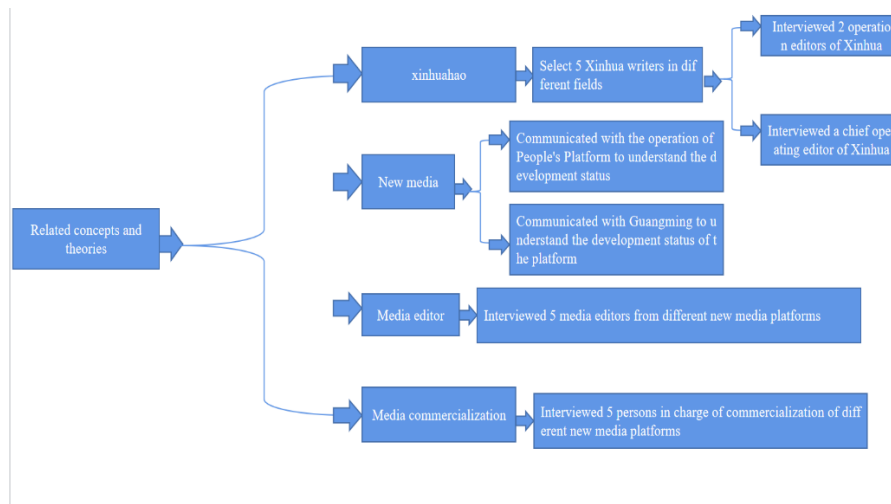 Interviewed 2 operatio
n editors of Xinhua
xinhuahao
Select 5 Xinhua writers in dif
ferent fields
Interviewed a chief oper
ating editor of Xinhua
Communicated with the operation of
People's Platform to understand the d
evelopment status
New media
Related concepts and
theories
Communicated with Guangming to u
nderstand the development status of t
he platform
Media editor
Interviewed 5 media editors from different new media platforms
Media commercialization
Interviewed 5 persons in charge of commercialization of diff
erent new media platforms